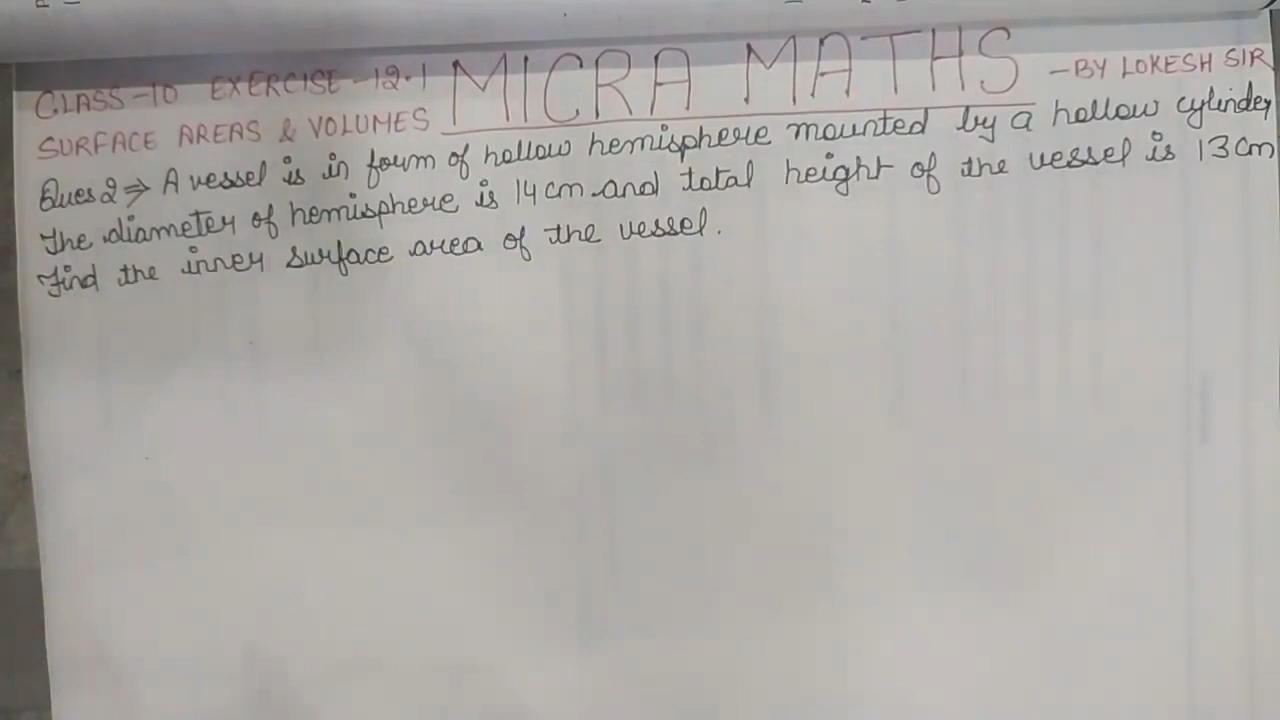 CLASS-10 EXERCISE-12.1 MICRA MATHS -BY LOKESH SIR
SURFACE AREAS & VOLUMES
Ques 2 ⇒ A vessel is in form of hollow hemisphere mounted by a hollow cylinder
The diameter of hemisphere is 14 cm and total height of the vessel is 13 cm
Find the inner surface area of the vessel.